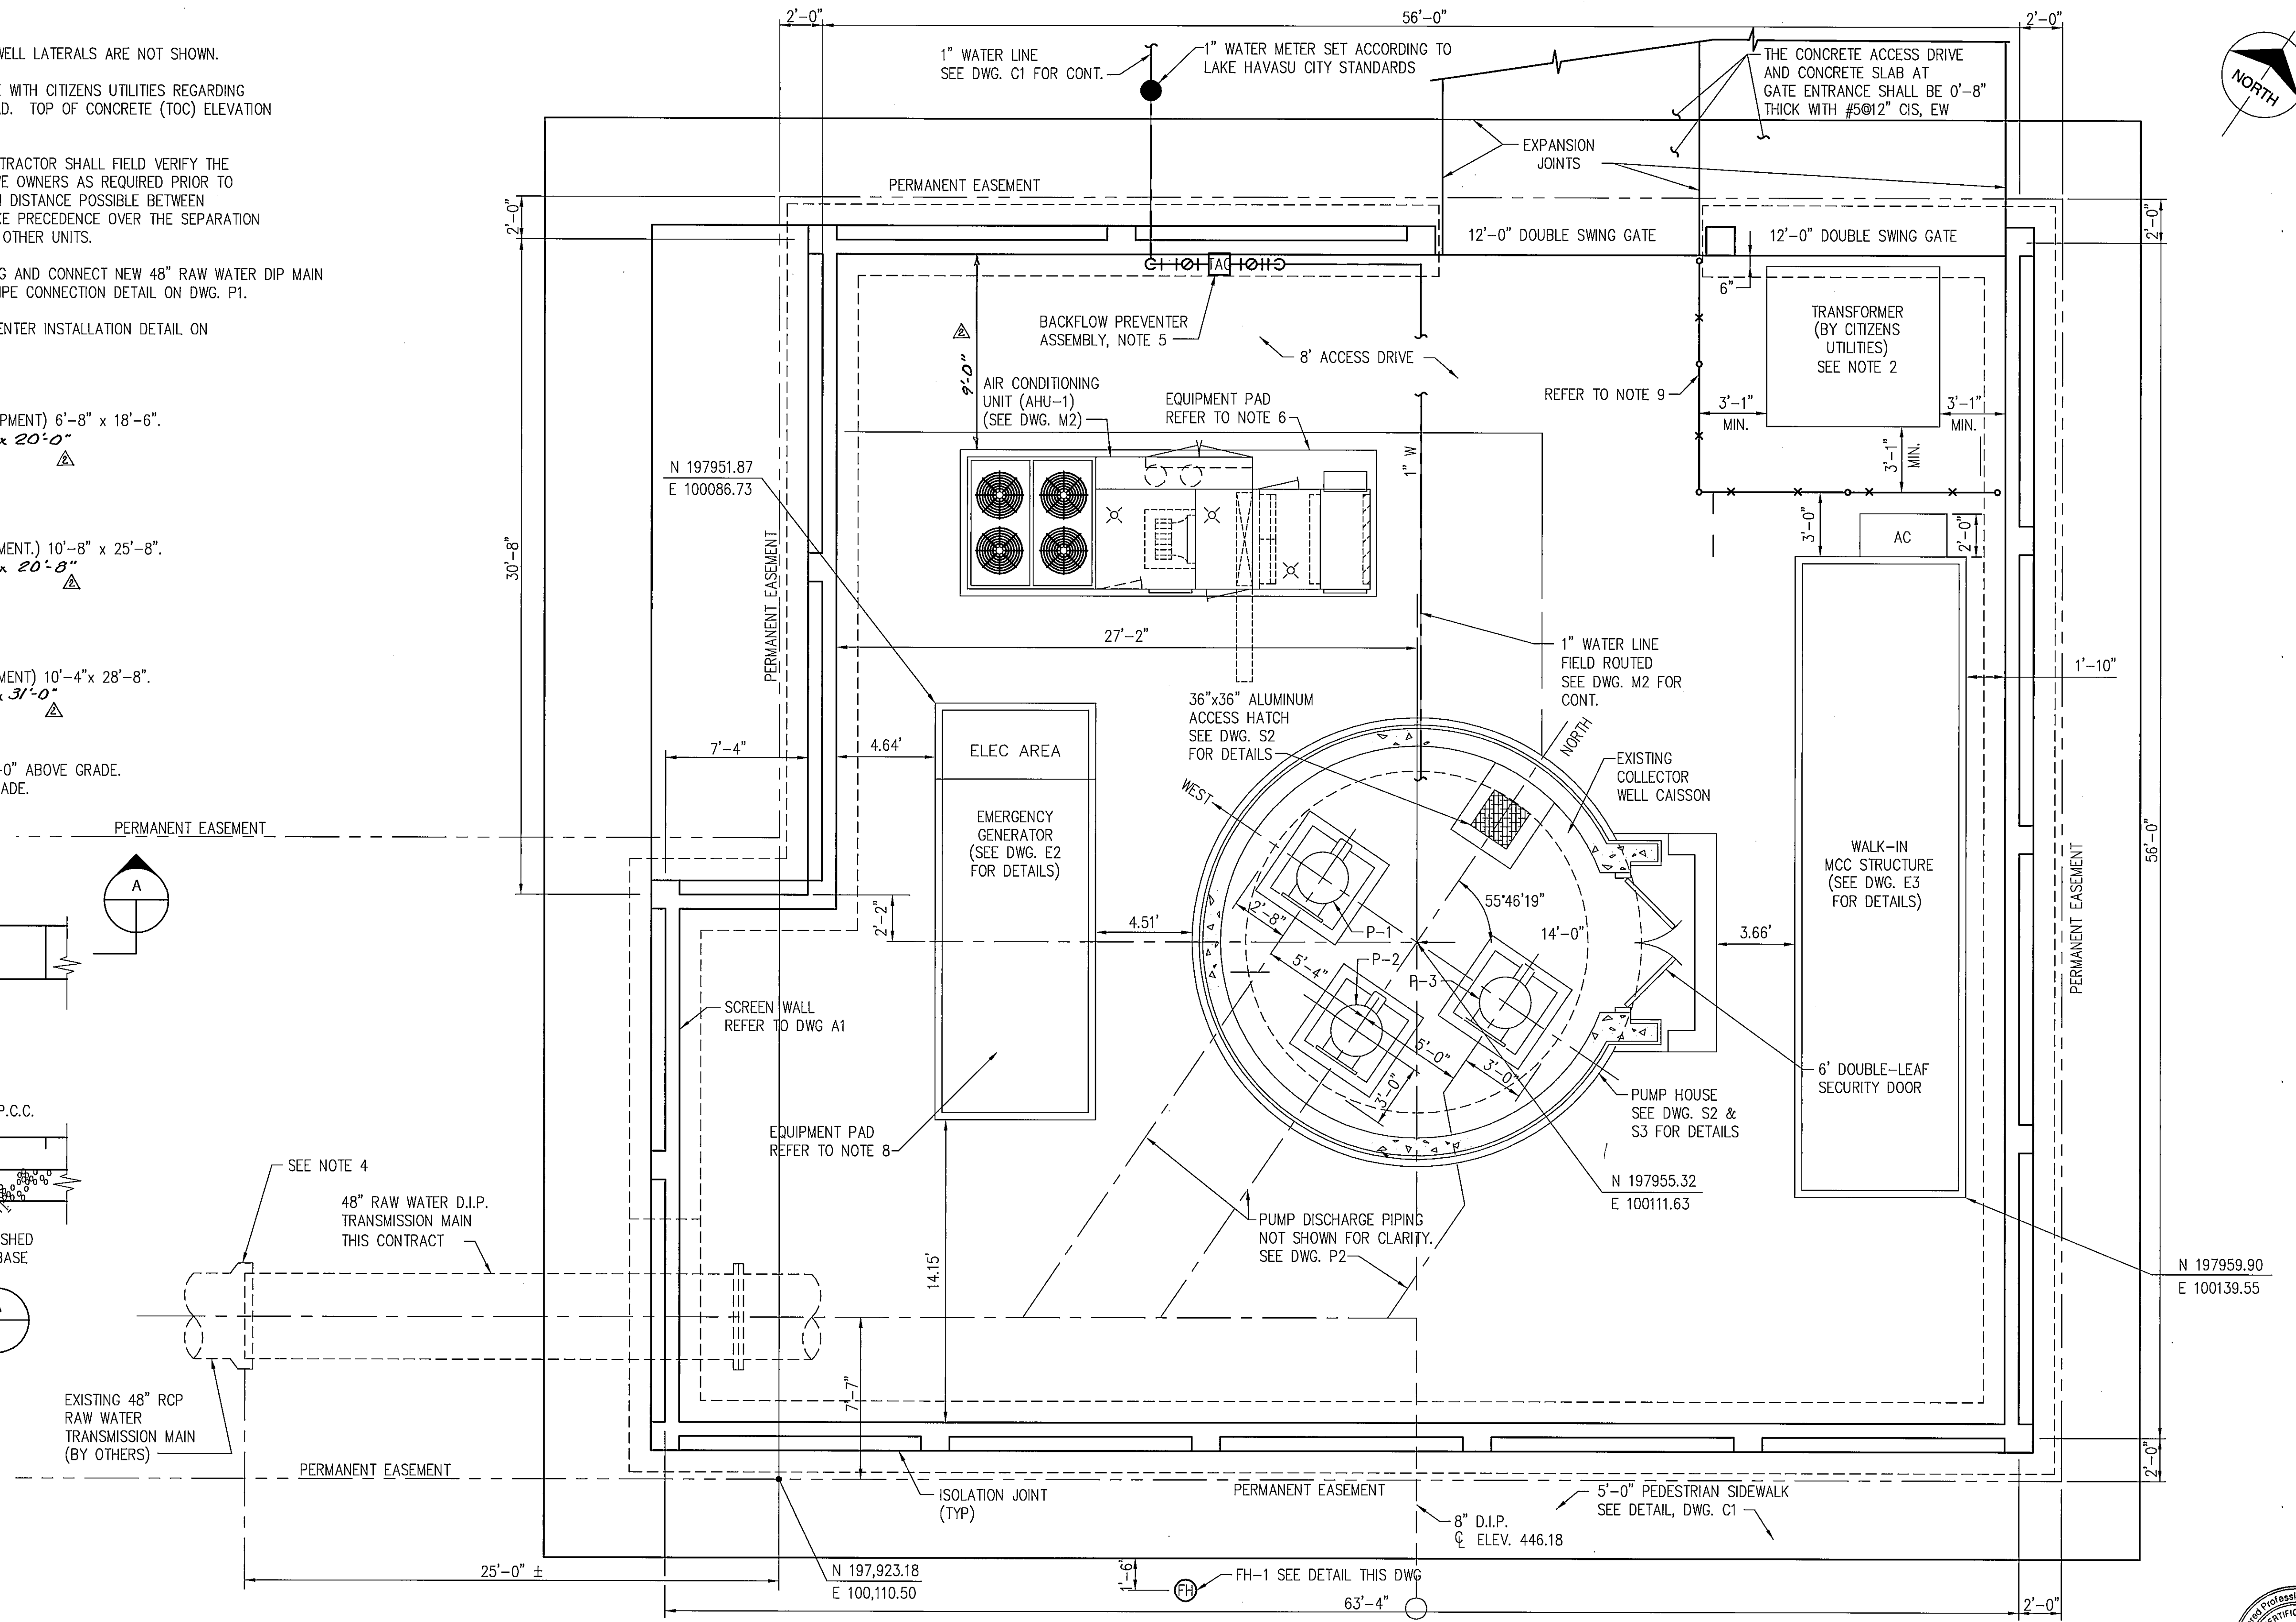 2'-0"
56'-0"
2'-0"
WELL LATERALS ARE NOT SHOWN.
WITH CITIZENS UTILITIES REGARDING
TOP OF CONCRETE (TOC) ELEVATION
TRACTOR SHALL FIELD VERIFY THE
OWNERS AS REQUIRED PRIOR TO
DISTANCE POSSIBLE BETWEEN
PRECEDENCE OVER THE SEPARATION
OTHER UNITS.
AND CONNECT NEW 48" RAW WATER DIP MAIN
IPE CONNECTION DETAIL ON DWG. P1.
ENTER INSTALLATION DETAIL ON
PMENT) 6'-8" x 18'-6".
x 20'-0"
2
MENT.) 10'-8" x 25'-8".
x 20'-8"
2
MENT) 10'-4"x 28'-8".
x 31'-0"
2
-0" ABOVE GRADE.
ADE.
1" WATER LINE
SEE DWG. C1 FOR CONT.
1" WATER METER SET ACCORDING TO
LAKE HAVASU CITY STANDARDS
THE CONCRETE ACCESS DRIVE
AND CONCRETE SLAB AT
GATE ENTRANCE SHALL BE 0'-8"
THICK WITH #5@12" CIS, EW
NORTH
EXPANSION
JOINTS
PERMANENT EASEMENT
2'-0"
2'-0"
12'-0" DOUBLE SWING GATE
12'-0" DOUBLE SWING GATE
TAG
6"
BACKFLOW PREVENTER
ASSEMBLY, NOTE 5
8' ACCESS DRIVE
TRANSFORMER
(BY CITIZENS
UTILITIES)
SEE NOTE 2
2
9'-0"
AIR CONDITIONING
UNIT (AHU-1)
(SEE DWG. M2)
EQUIPMENT PAD
REFER TO NOTE 6
REFER TO NOTE 9
3'-1"
MIN.
3'-1"
MIN.
3'-1"
MIN.
1" W
N 197951.87
E 100086.73
30'-8"
PERMANENT EASEMENT
3'-0"
AC
2'-0"
27'-2"
1" WATER LINE
FIELD ROUTED
SEE DWG. M2 FOR
CONT.
1'-10"
36"x36" ALUMINUM
ACCESS HATCH
SEE DWG. S2
FOR DETAILS
NORTH
7'-4"
4.64'
ELEC AREA
EXISTING
COLLECTOR
WELL CAISSON
WEST
EMERGENCY
GENERATOR
(SEE DWG. E2
FOR DETAILS)
PERMANENT EASEMENT
A
WALK-IN
MCC STRUCTURE
(SEE DWG. E3
FOR DETAILS)
PERMANENT EASEMENT
56'-0"
2'-2"
4.51'
2'-8"
P-1
55°46'19"
14'-0"
3.66'
5'-4"
P-2
P-3
SCREEN WALL
REFER TO DWG A1
5'-0"
3'-0"
3'-0"
6' DOUBLE-LEAF
SECURITY DOOR
PUMP HOUSE
SEE DWG. S2 &
S3 FOR DETAILS
P.C.C.
EQUIPMENT PAD
REFER TO NOTE 8
SEE NOTE 4
48" RAW WATER D.I.P.
TRANSMISSION MAIN
THIS CONTRACT
N 197955.32
E 100111.63
SHED
BASE
PUMP DISCHARGE PIPING
NOT SHOWN FOR CLARITY.
SEE DWG. P2
14.15'
N 197959.90
E 100139.55
7'-7"
EXISTING 48" RCP
RAW WATER
TRANSMISSION MAIN
(BY OTHERS)
PERMANENT EASEMENT
2'-0"
ISOLATION JOINT
(TYP)
PERMANENT EASEMENT
5'-0" PEDESTRIAN SIDEWALK
SEE DETAIL, DWG. C1
8" D.I.P.
℄ ELEV. 446.18
25'-0" ±
N 197,923.18
E 100,110.50
1'-6"
FH
FH-1 SEE DETAIL THIS DWG
63'-4"
2'-0"